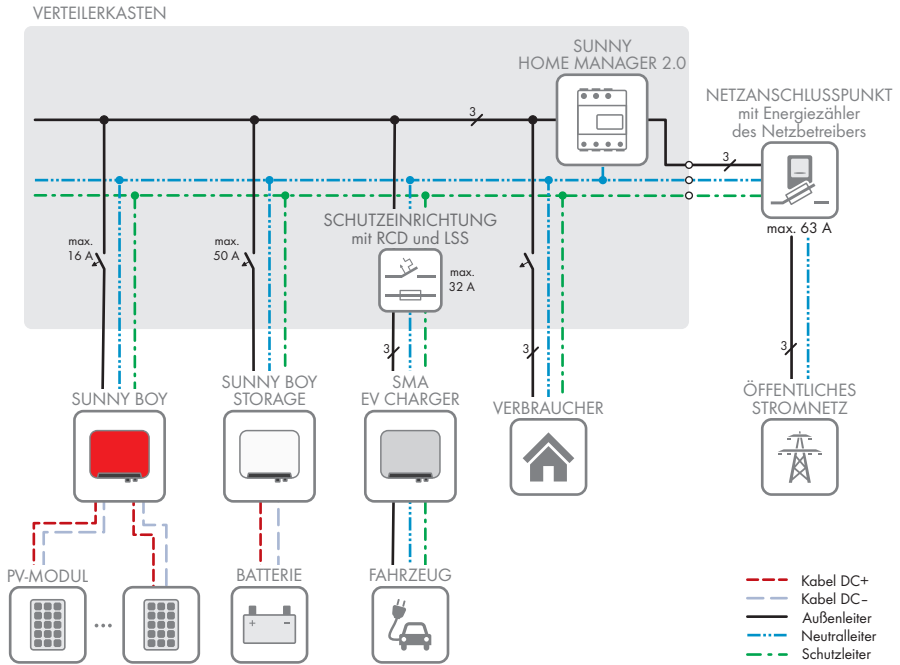 VERTEILERKASTEN
SUNNY
HOME MANAGER 2.0
NETZANSCHLUSSPUNKT
mit Energiezähler
des Netzbetreibers
3
3
max. 63 A
SCHUTZEINRICHTUNG
mit RCD und LSS
max.
16 A
max.
50 A
max.
32 A
3
3
3
SUNNY BOY
SUNNY BOY
STORAGE
SMA
EV CHARGER
VERBRAUCHER
ÖFFENTLICHES
STROMNETZ
PV-MODUL
...
BATTERIE
+ -
FAHRZEUG
Kabel DC+
Kabel DC–
Außenleiter
Neutralleiter
Schutzleiter